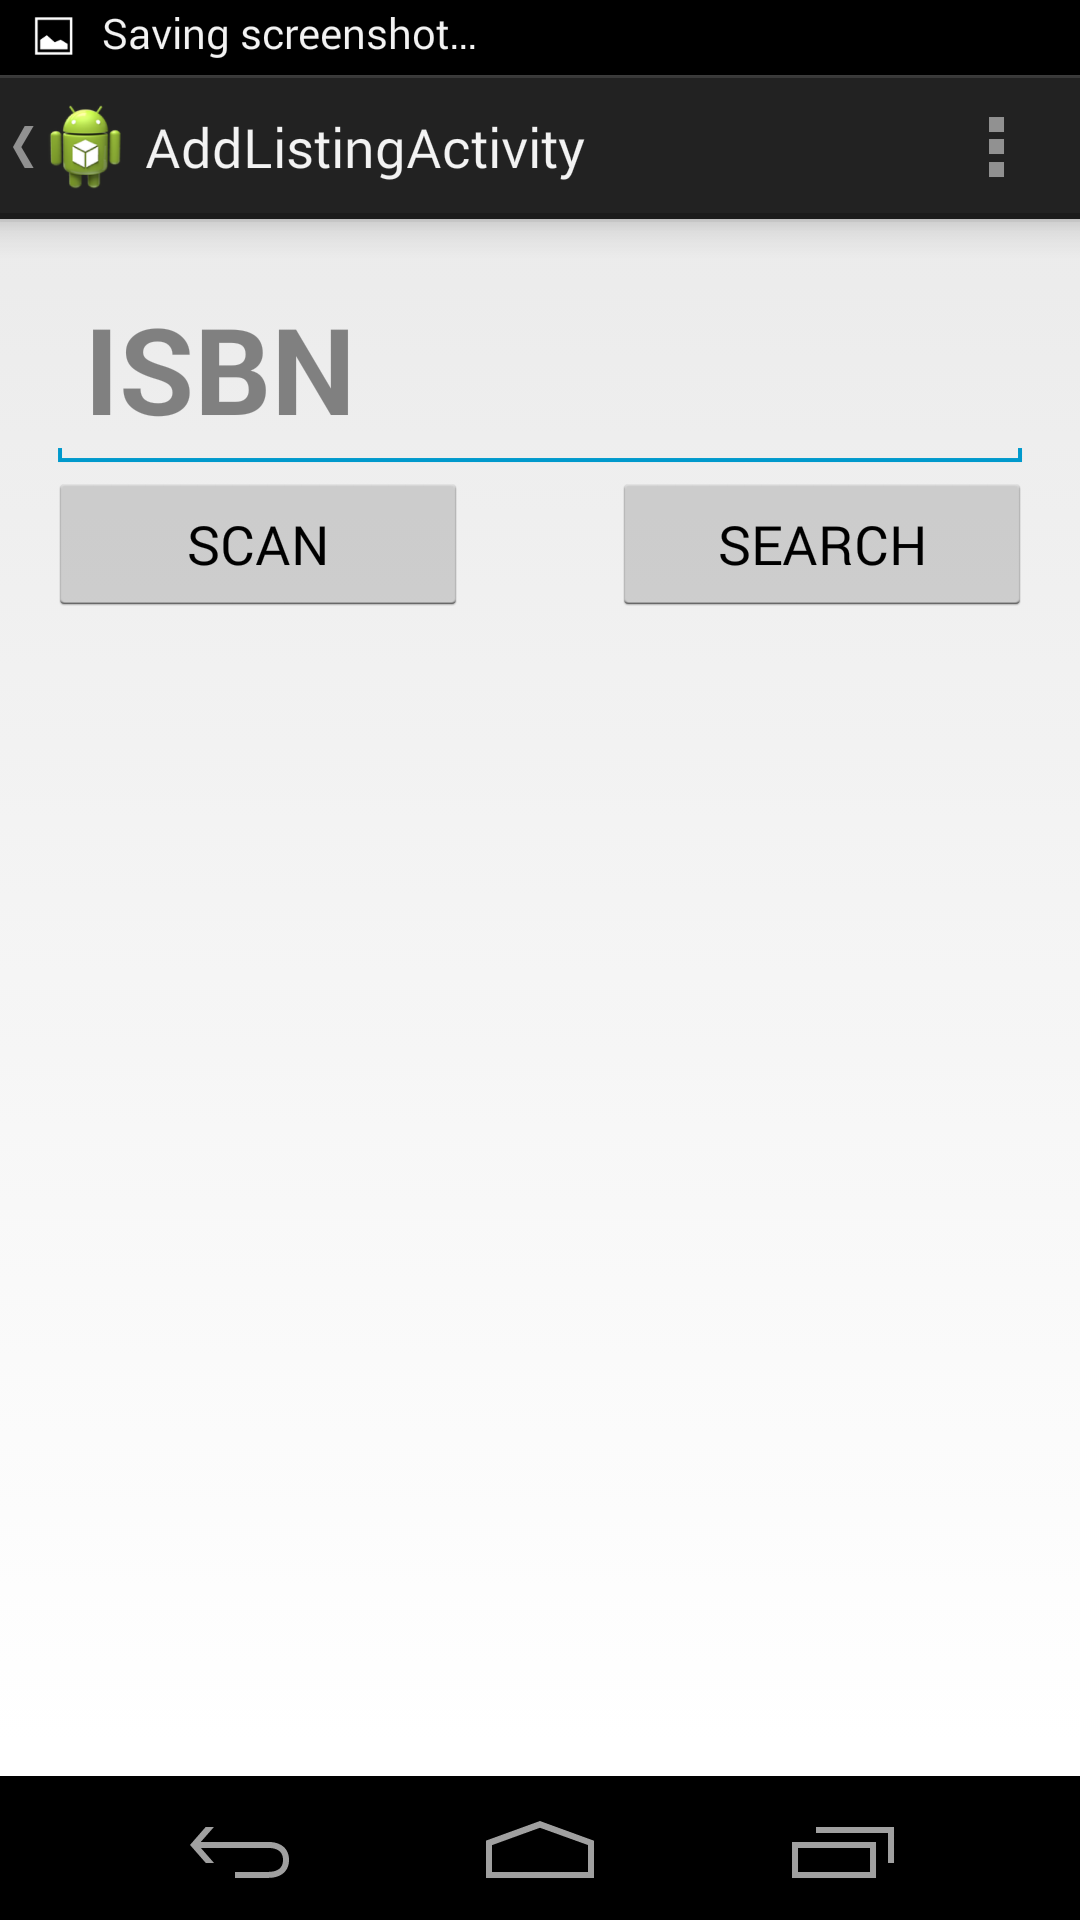 Saving screenshot...
AddListingActivity
ISBN
SCAN
SEARCH